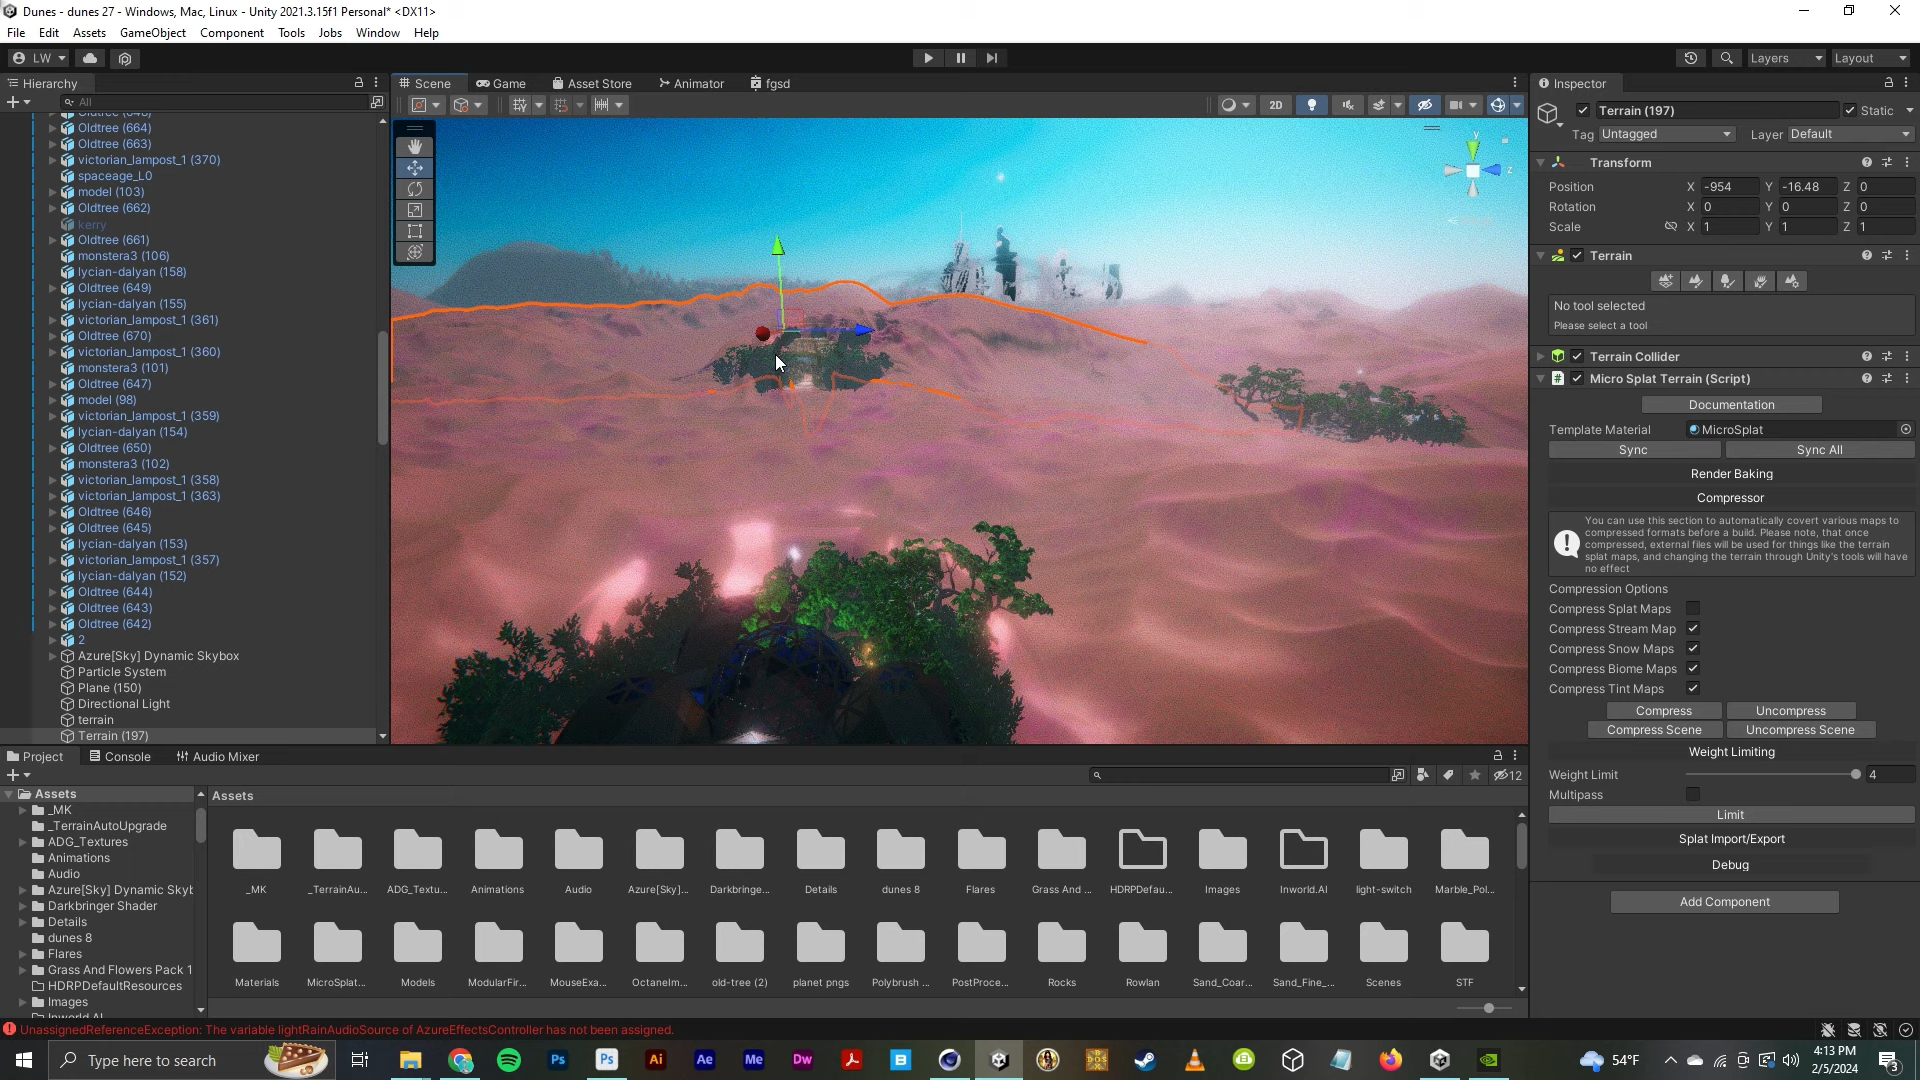 Dunes - dunes 27 - Windows, Mac, Linux - Unity 2021.3.15f1 Personal* <DX11>
File Edit Assets GameObject Component Tools Jobs Window Help
LW Layers Layout
Hierarchy
All
Oldtree (664)
Oldtree (663)
victorian_lampost_1 (370)
spaceage_L0
model (103)
Oldtree (662)
kerry
Oldtree (661)
monstera3 (106)
lycian-dalyan (158)
Oldtree (649)
lycian-dalyan (155)
victorian_lampost_1 (361)
Oldtree (670)
victorian_lampost_1 (360)
monstera3 (101)
Oldtree (647)
model (98)
victorian_lampost_1 (359)
lycian-dalyan (154)
Oldtree (650)
monstera3 (102)
victorian_lampost_1 (358)
victorian_lampost_1 (363)
Oldtree (646)
Oldtree (645)
lycian-dalyan (153)
victorian_lampost_1 (357)
lycian-dalyan (152)
Oldtree (644)
Oldtree (643)
Oldtree (642)
2
Azure[Sky] Dynamic Skybox
Particle System
Plane (150)
Directional Light
terrain
Terrain (197)
Scene Game Asset Store Animator fgsd
2D
y
z
Inspector
Terrain (197) Static
Tag Untagged Layer Default
Transform
Position X -954 Y -16.48 Z 0
Rotation X 0 Y 0 Z 0
Scale X 1 Y 1 Z 1
Terrain
No tool selected
Please select a tool
Terrain Collider
Micro Splat Terrain (Script)
Documentation
Template Material MicroSplat
Sync Sync All
Render Baking
Compressor
You can use this section to automatically covert various maps to
compressed formats before a build. Please note, that once
compressed, external files will be used for things like the terrain
splat maps, and changing the terrain through Unity's tools will have
no effect
Compression Options
Compress Splat Maps
Compress Stream Map
Compress Snow Maps
Compress Biome Maps
Compress Tint Maps
Compress Uncompress
Compress Scene Uncompress Scene
Weight Limiting
Weight Limit 4
Multipass
Limit
Splat Import/Export
Debug
Add Component
Project Console Audio Mixer
12
Assets
_MK
_TerrainAutoUpgrade
ADG_Textures
Animations
Audio
Azure[Sky] Dynamic Skyb
Darkbringer Shader
Details
dunes 8
Flares
Grass And Flowers Pack 1
HDRPDefaultResources
Images
Inworld.AI
Assets
_MK _TerrainAu... ADG_Textu... Animations Audio Azure[Sky]... Darkbringe... Details dunes 8 Flares Grass And ... HDRPDefau... Images Inworld.AI light-switch Marble_Pol...
Materials MicroSplat... Models ModularFir... MouseExa... OctaneIm... old-tree (2) planet pngs Polybrush ... PostProce... Rocks Rowlan Sand_Coar... Sand_Fine_... Scenes STF
UnassignedReferenceException: The variable lightRainAudioSource of AzureEffectsController has not been assigned.
Type here to search
Ps Ps Ai Ae Me Dw
54°F
4:13 PM
2/5/2024
3